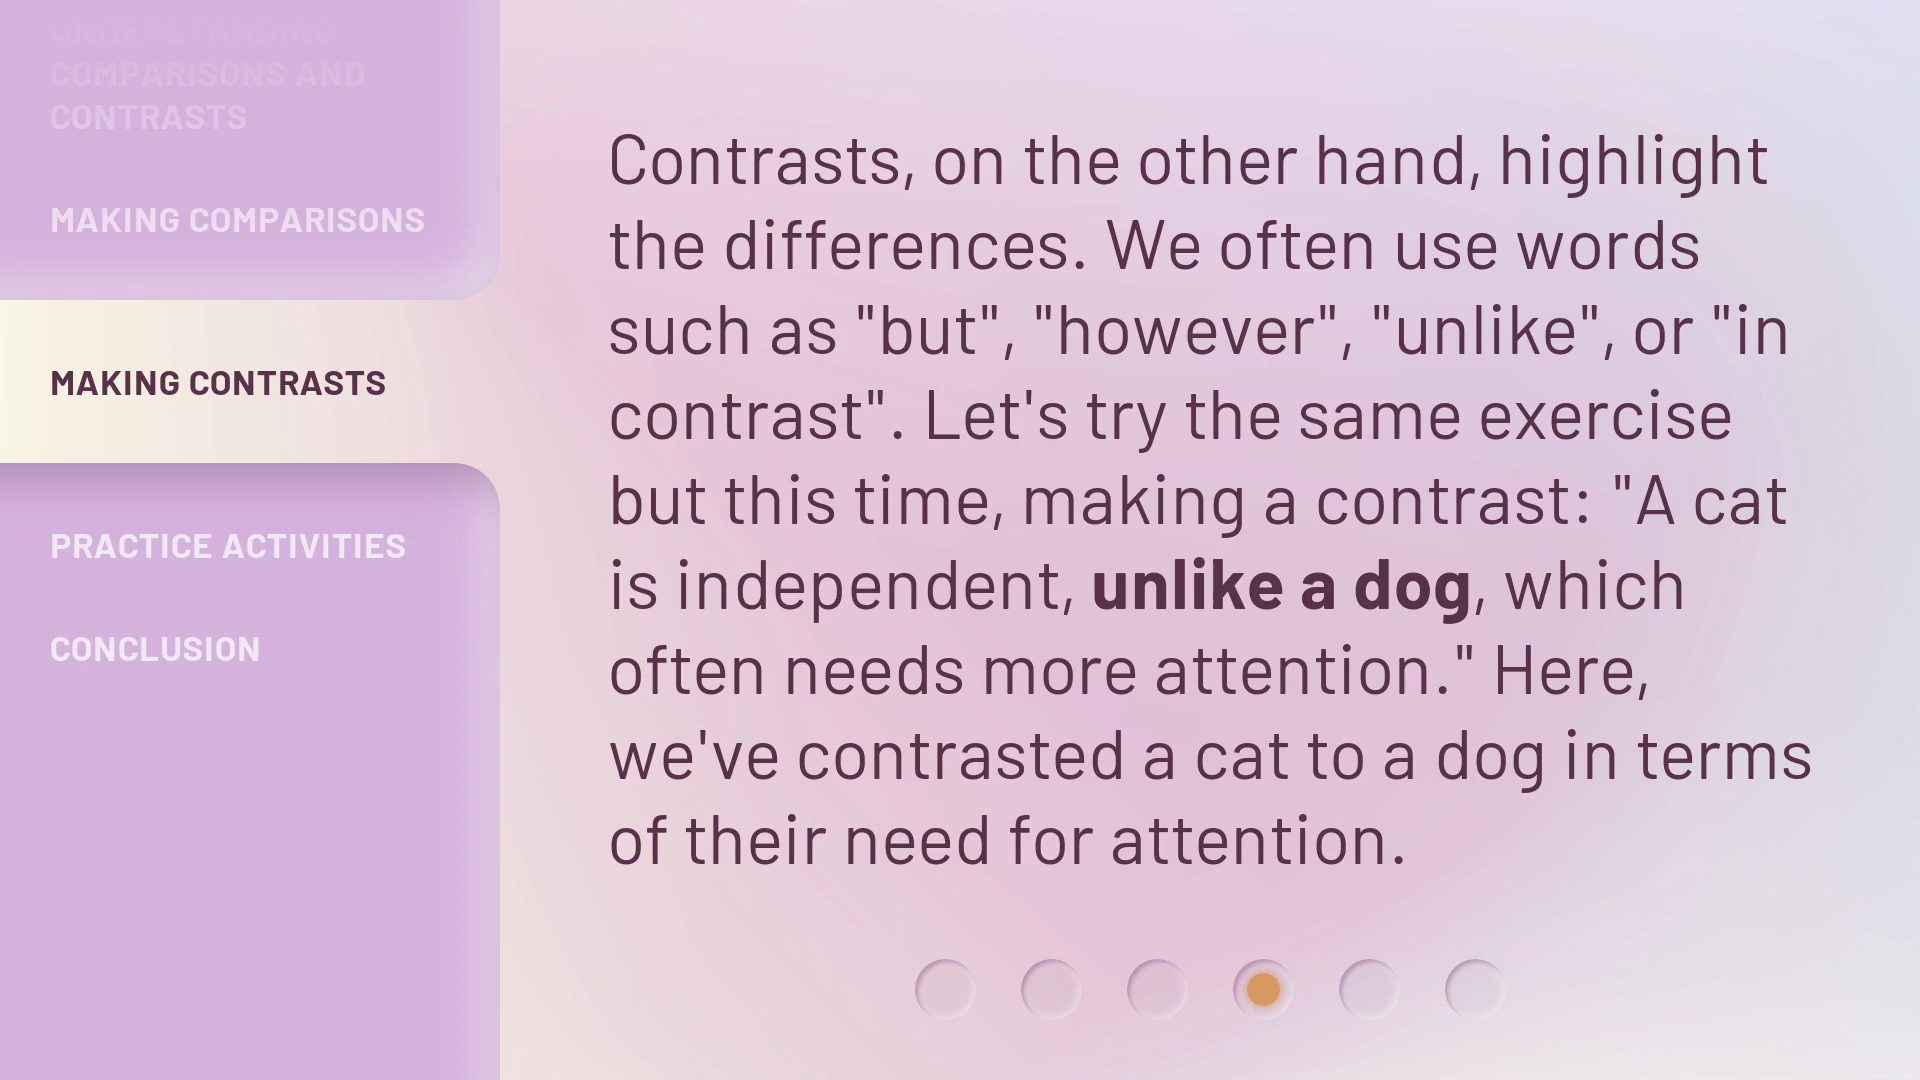 UNDERSTANDING
COMPARISONS AND
CONTRASTS
MAKING COMPARISONS
MAKING CONTRASTS
PRACTICE ACTIVITIES
CONCLUSION
Contrasts, on the other hand, highlight
the differences. We often use words
such as "but", "however", "unlike", or "in
contrast". Let's try the same exercise
but this time, making a contrast: "A cat
is independent, unlike a dog, which
often needs more attention." Here,
we've contrasted a cat to a dog in terms
of their need for attention.